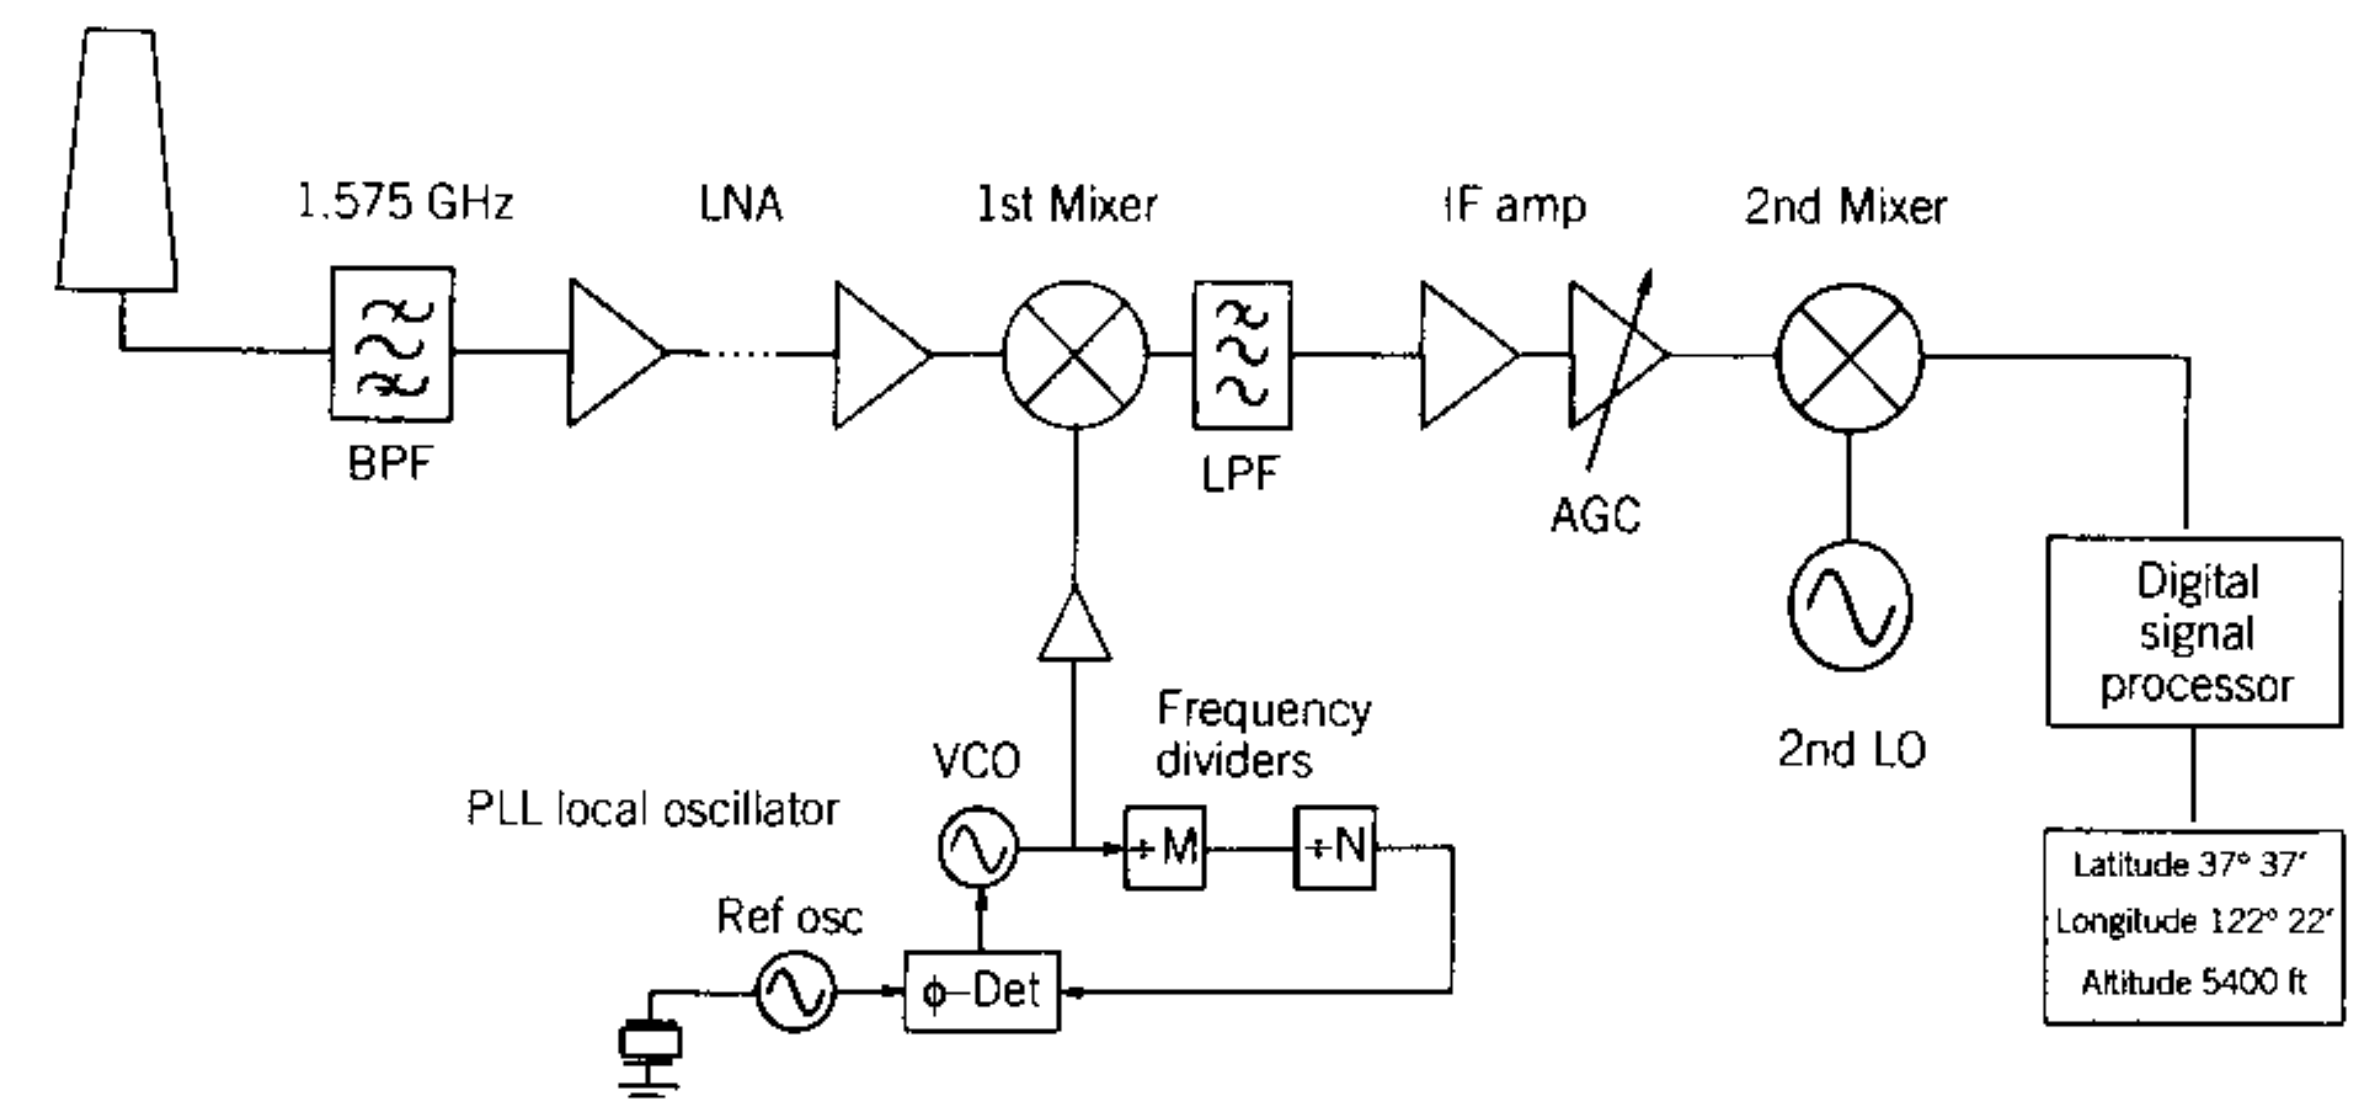 1.575 GHz
LNA
1st Mixer
IF amp
2nd Mixer
BPF
LPF
AGC
Digital
signal
processor
2nd LO
Frequency
dividers
VCO
PLL local oscillator
÷M
÷N
Ref osc
ϕ–Det
Latitude 37° 37′
Longitude 122° 22′
Altitude 5400 ft